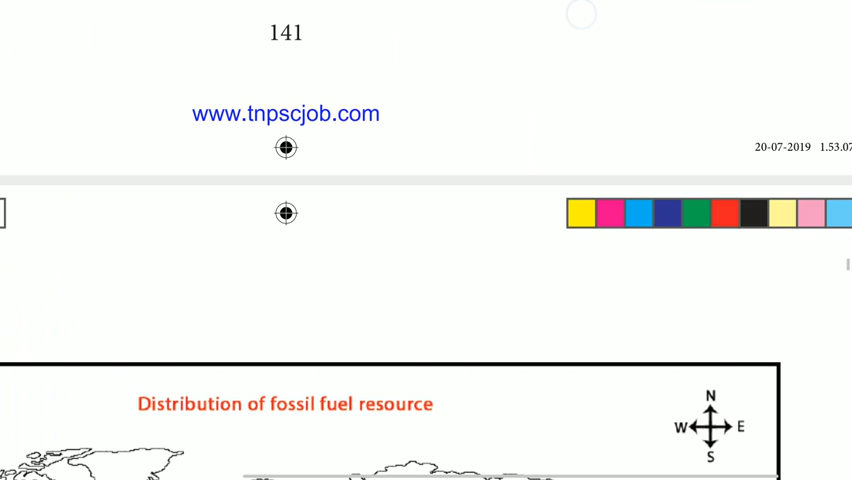 141
www.tnpscjob.com
20-07-2019 1.53.07
Distribution of fossil fuel resource
N
W E
S